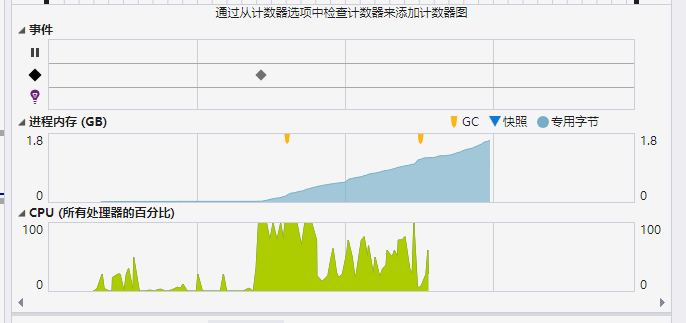 通过从计数器选项中检查计数器来添加计数器图
事件
进程内存 (GB)
GC 快照 专用字节
1.8 1.8
0 0
CPU (所有处理器的百分比)
100 100
0 0